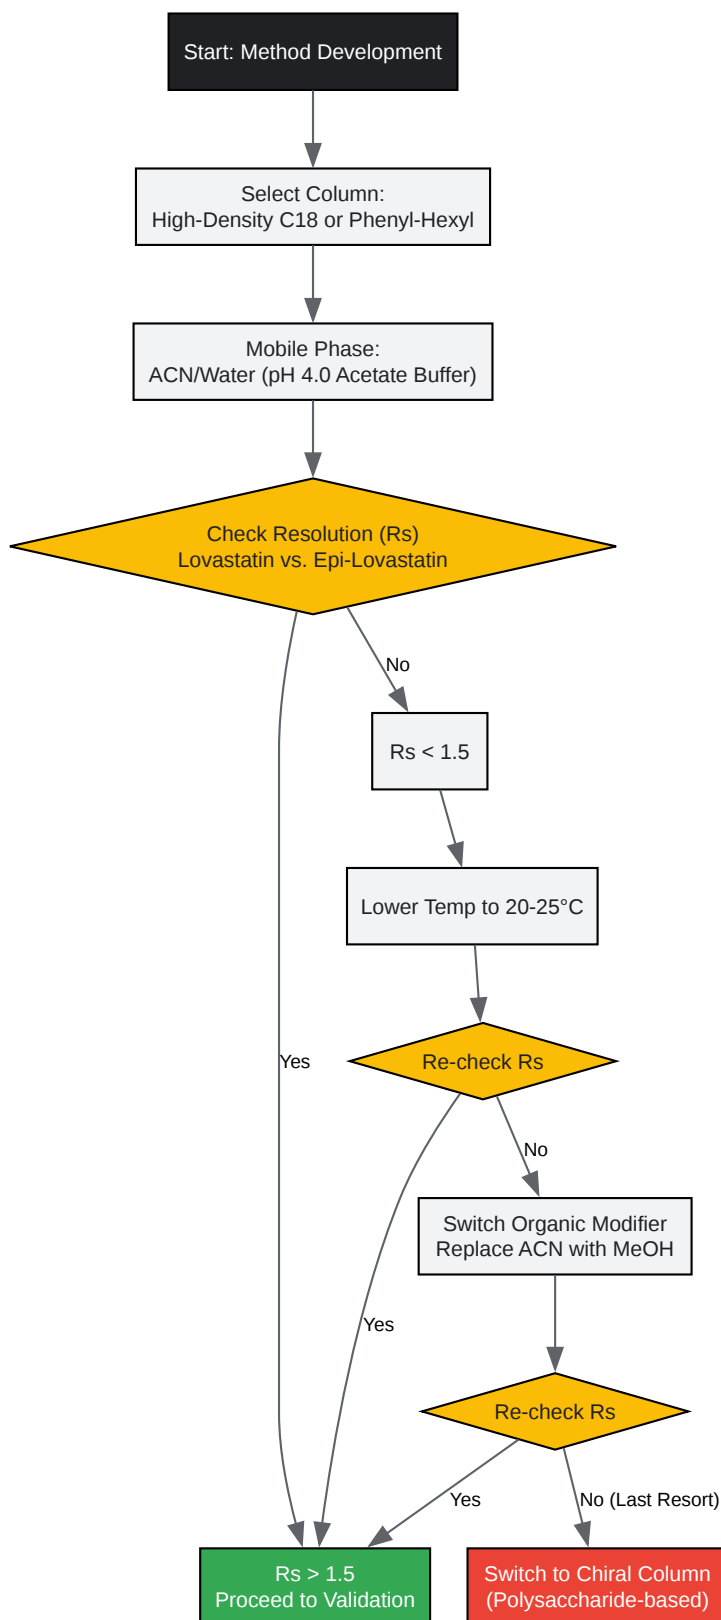 Start: Method Development
Select Column:
High-Density C18 or Phenyl-Hexyl
Mobile Phase:
ACN/Water (pH 4.0 Acetate Buffer)
Check Resolution (Rs)
Lovastatin vs. Epi-Lovastatin
No
Rs < 1.5
Lower Temp to 20-25°C
Re-check Rs
Yes
No
Switch Organic Modifier
Replace ACN with MeOH
Yes
Re-check Rs
Yes
No (Last Resort)
Rs > 1.5
Proceed to Validation
Switch to Chiral Column
(Polysaccharide-based)